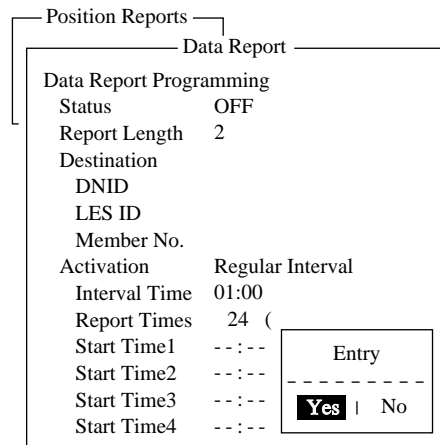 Position Reports
Data Report
Data Report Programming
Status OFF
Report Length 2
Destination
DNID
LES ID
Member No.
Activation Regular Interval
Interval Time 01:00
Report Times 24 (
Start Time1 --:--
Start Time2 --:--
Start Time3 --:--
Start Time4 --:--
Entry
Yes | No